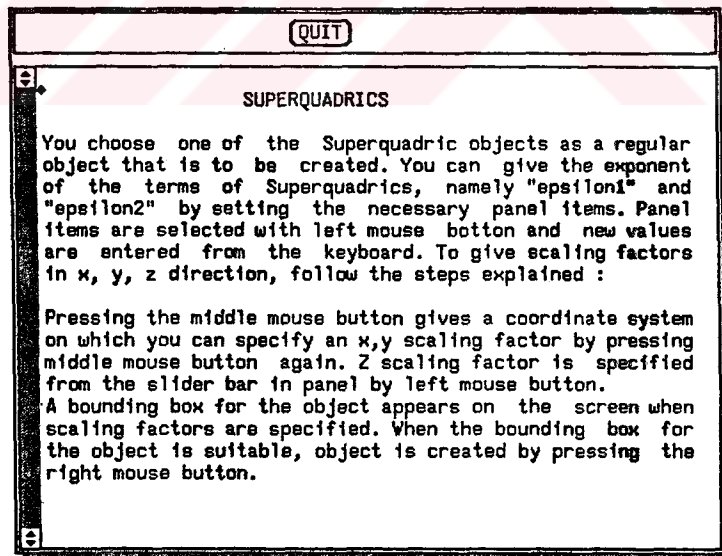 QUIT
SUPERQUADRICS
You choose one of the Superquadric objects as a regular
object that is to be created. You can give the exponent
of the terms of Superquadrics, namely "epsilon1" and
"epsilon2" by setting the necessary panel items. Panel
items are selected with left mouse botton and new values
are entered from the keyboard. To give scaling factors
in x, y, z direction, follow the steps explained :
Pressing the middle mouse button gives a coordinate system
on which you can specify an x,y scaling factor by pressing
middle mouse button again. Z scaling factor is specified
from the slider bar in panel by left mouse button.
A bounding box for the object appears on the screen when
scaling factors are specified. When the bounding box for
the object is suitable, object is created by pressing the
right mouse button.